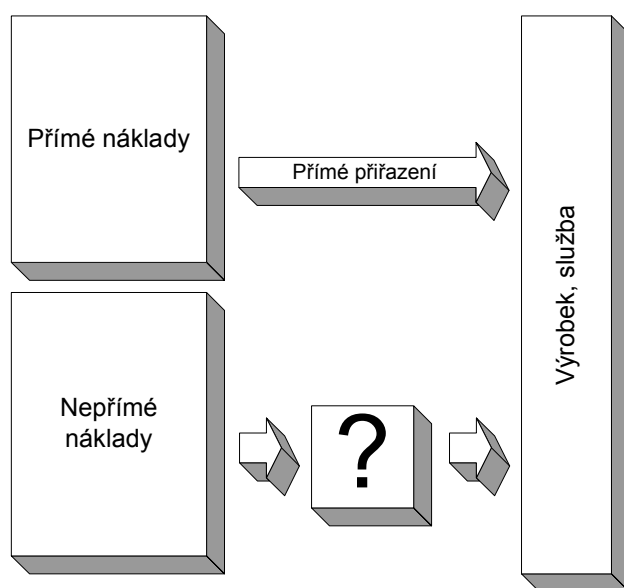 Přímé náklady
Přímé přiřazení
Výrobek, služba
Nepřímé
náklady
?